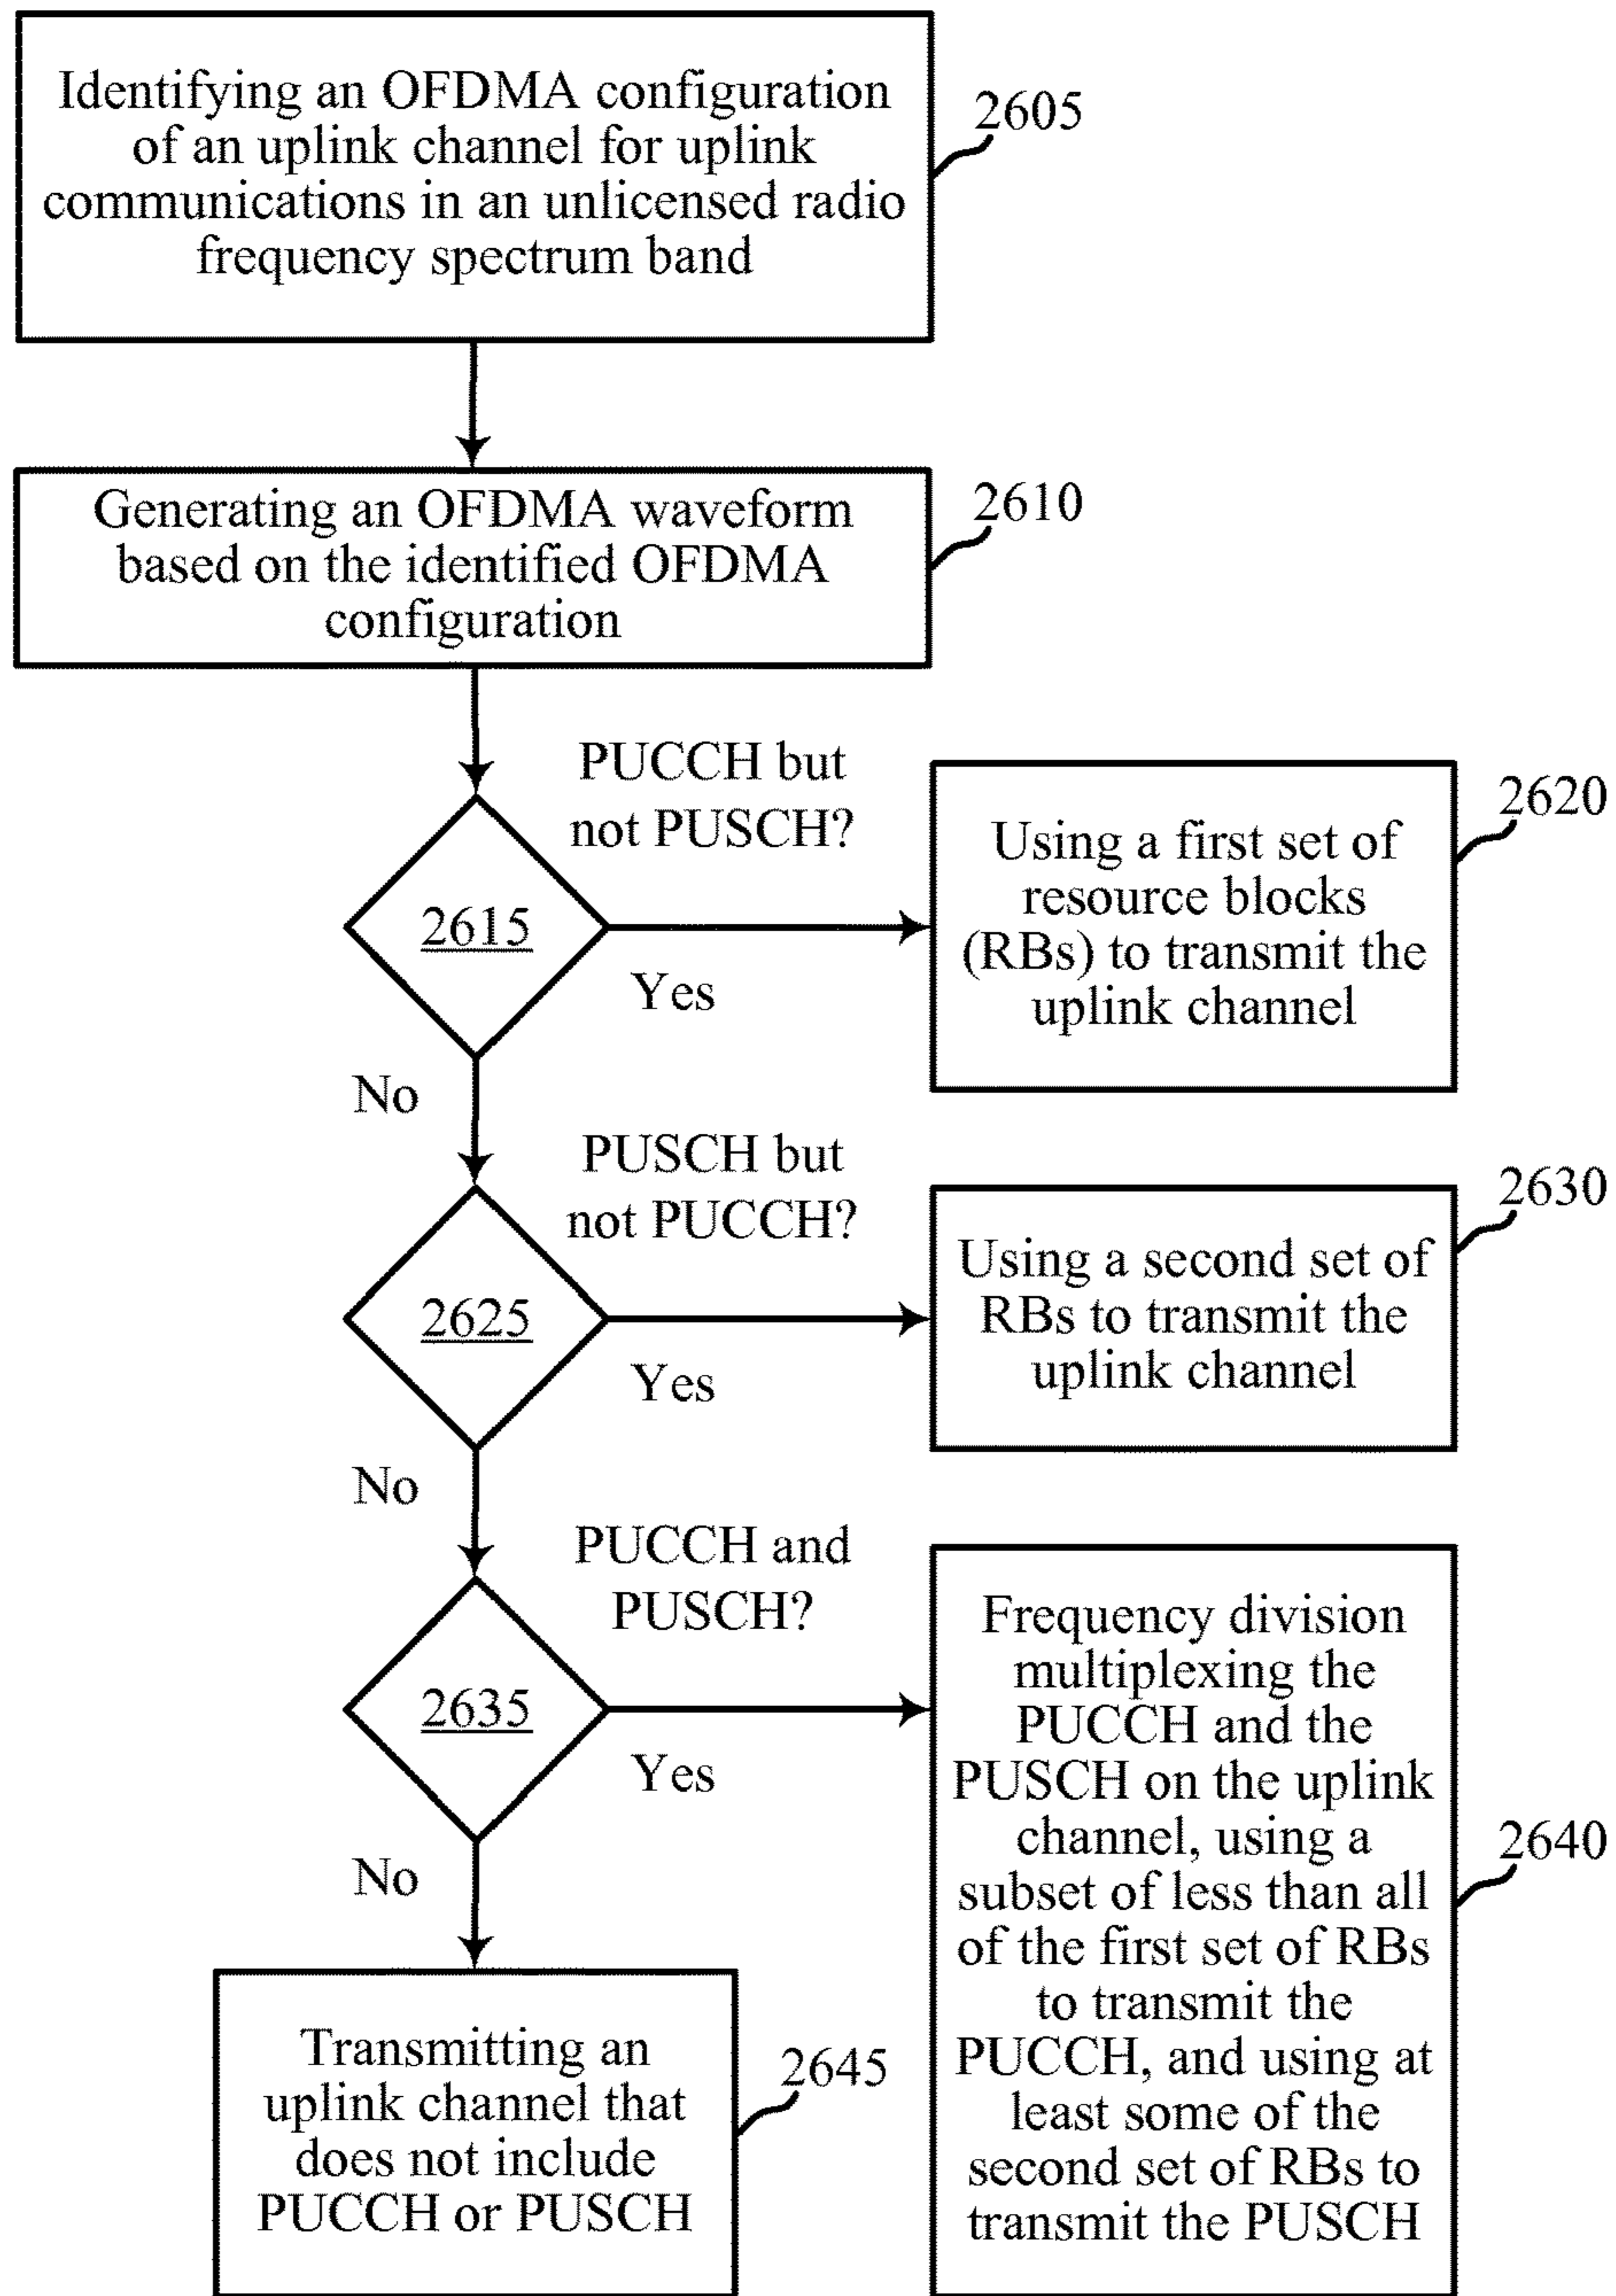 Identifying an OFDMA configuration
of an uplink channel for uplink
communications in an unlicensed radio
frequency spectrum band
2605
Generating an OFDMA waveform
based on the identified OFDMA
configuration
2610
PUCCH but
not PUSCH?
2615
Yes
No
Using a first set of
resource blocks
(RBs) to transmit the
uplink channel
2620
PUSCH but
not PUCCH?
2625
Yes
No
Using a second set of
RBs to transmit the
uplink channel
2630
PUCCH and
PUSCH?
2635
Yes
No
Frequency division
multiplexing the
PUCCH and the
PUSCH on the uplink
channel, using a
subset of less than all
of the first set of RBs
to transmit the
PUCCH, and using at
least some of the
second set of RBs to
transmit the PUSCH
2640
Transmitting an
uplink channel that
does not include
PUCCH or PUSCH
2645